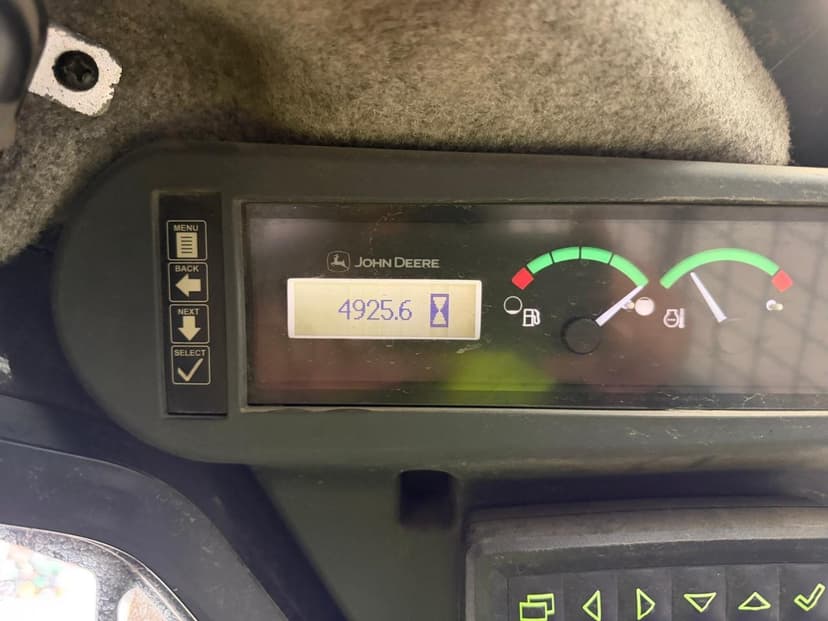 MENU
BACK
NEXT
SELECT
JOHN DEERE
4925.6